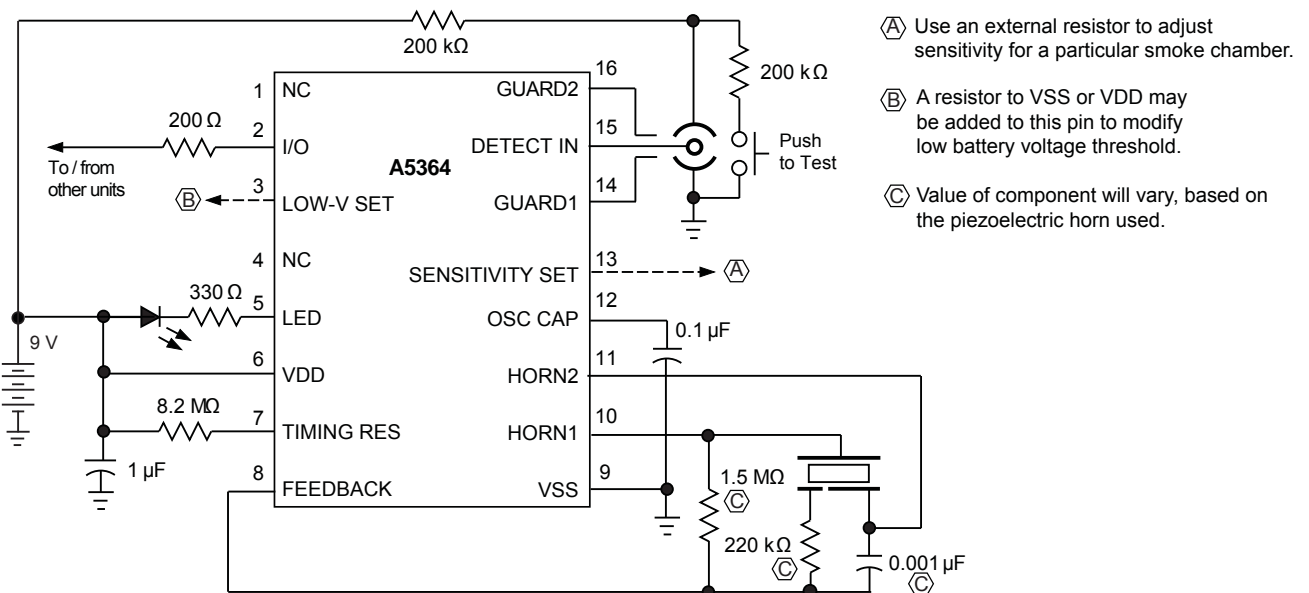 200 kΩ
200 kΩ
A Use an external resistor to adjust
sensitivity for a particular smoke chamber.
B A resistor to VSS or VDD may
be added to this pin to modify
low battery voltage threshold.
C Value of component will vary, based on
the piezoelectric horn used.
A5364
1 NC
2 I/O
200 Ω
To / from
other units
3 LOW-V SET
B
4 NC
5 LED
330 Ω
9 V
6 VDD
7 TIMING RES
8.2 MΩ
1 µF
8 FEEDBACK
16 GUARD2
15 DETECT IN
14 GUARD1
Push
to Test
13 SENSITIVITY SET
A
12 OSC CAP
0.1 µF
11 HORN2
10 HORN1
9 VSS
1.5 MΩ
C
220 kΩ
C
0.001 µF
C